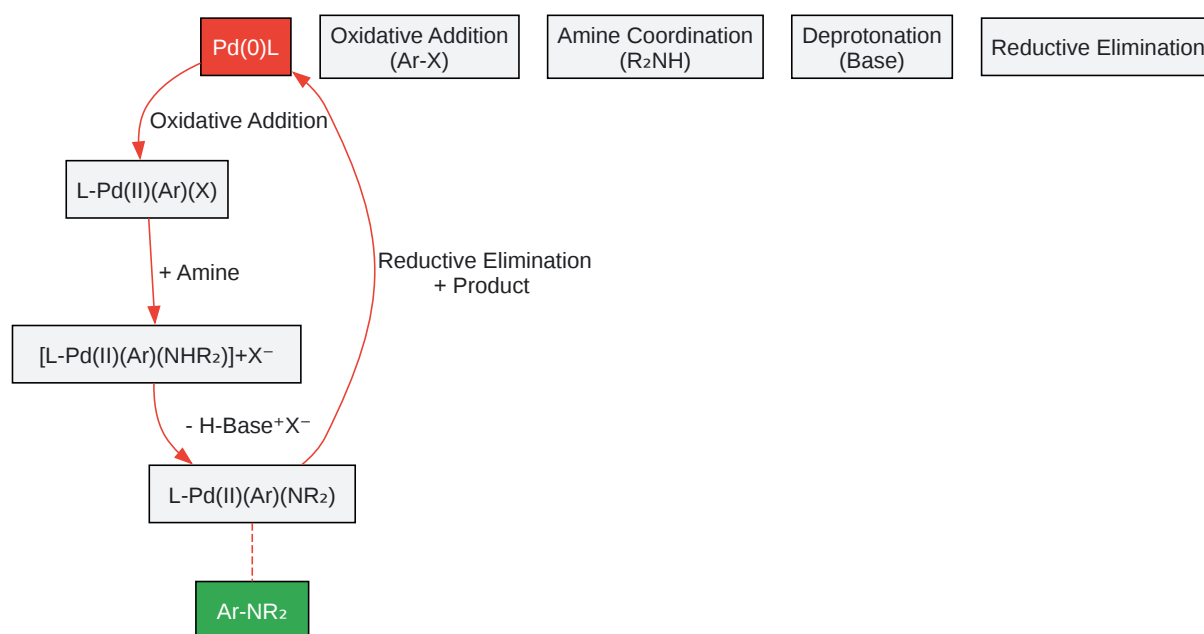 Pd(0)L
Oxidative Addition
(Ar-X)
Amine Coordination
(R₂NH)
Deprotonation
(Base)
Reductive Elimination
Oxidative Addition
L-Pd(II)(Ar)(X)
+ Amine
Reductive Elimination
+ Product
[L-Pd(II)(Ar)(NHR₂)]+X⁻
- H-Base⁺X⁻
L-Pd(II)(Ar)(NR₂)
Ar-NR₂